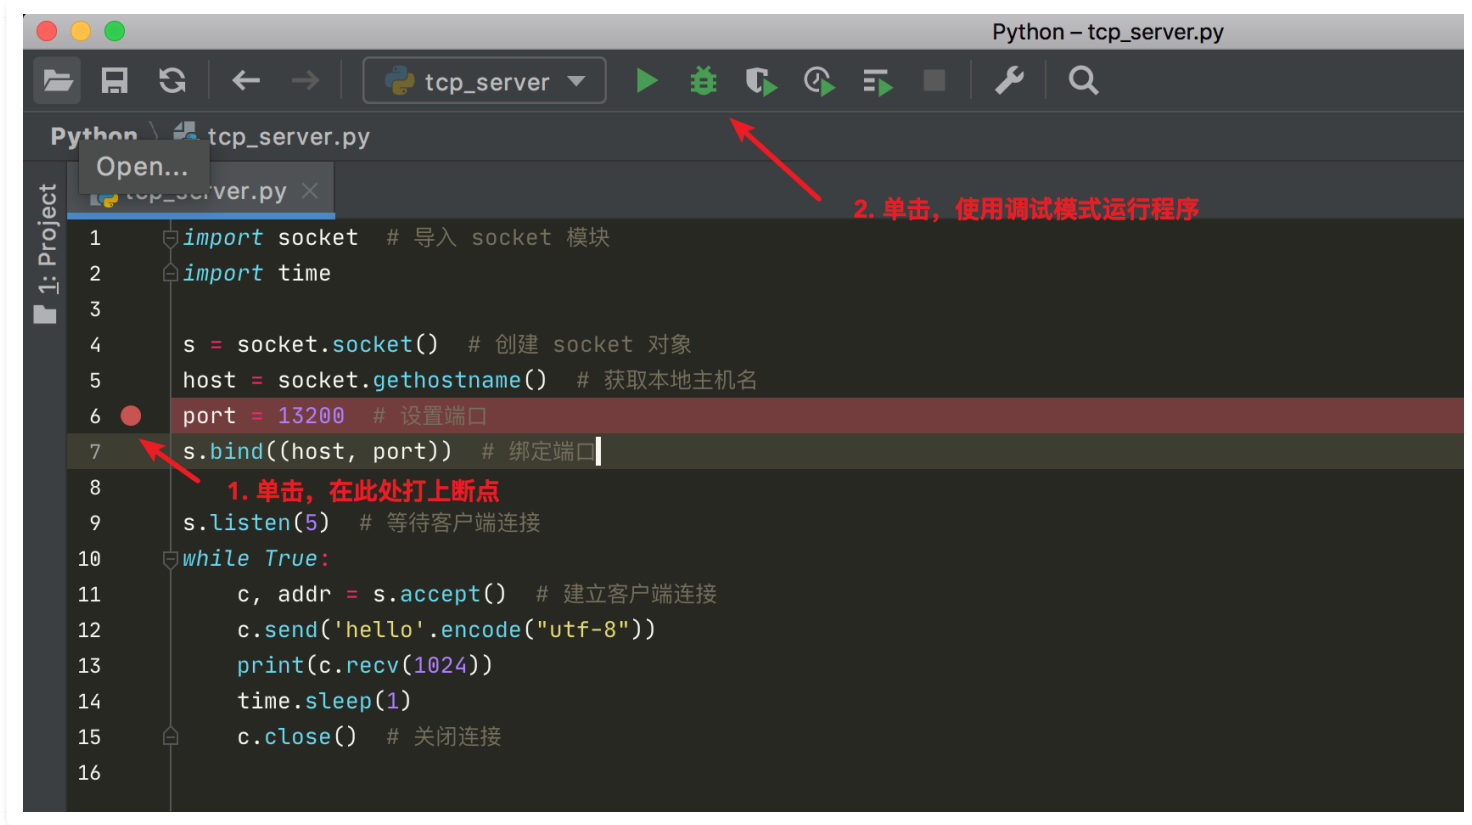 Python – tcp_server.py
tcp_server
Python
tcp_server.py
Open...
tcp_server.py
1: Project
2. 单击，使用调试模式运行程序
1 import socket  # 导入 socket 模块
2 import time
3
4 s = socket.socket()  # 创建 socket 对象
5 host = socket.gethostname()  # 获取本地主机名
6 port = 13200  # 设置端口
7 s.bind((host, port))  # 绑定端口
8
1. 单击，在此处打上断点
9 s.listen(5)  # 等待客户端连接
10 while True:
11     c, addr = s.accept()  # 建立客户端连接
12     c.send('hello'.encode("utf-8"))
13     print(c.recv(1024))
14     time.sleep(1)
15     c.close()  # 关闭连接
16